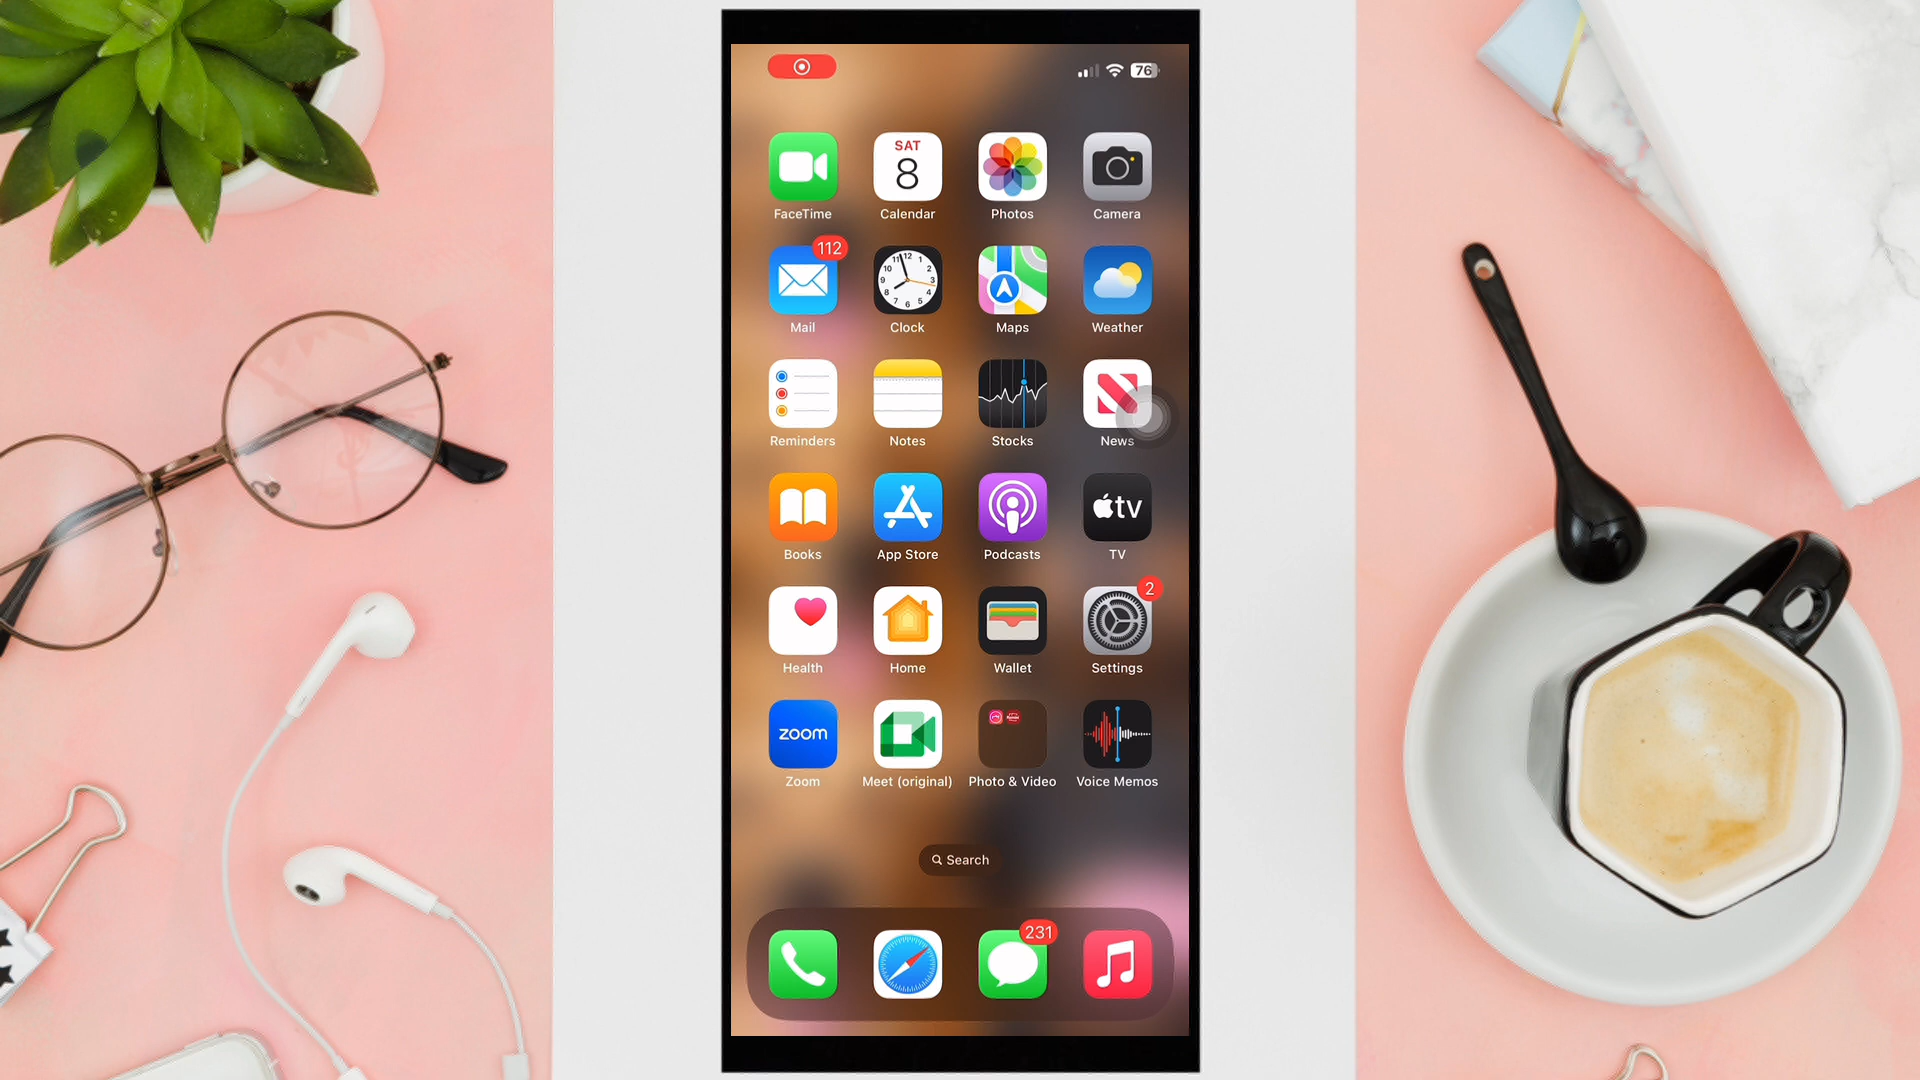 76
SAT
8
FaceTime
Calendar
Photos
Camera
112
Mail
Clock
Maps
Weather
Reminders
Notes
Stocks
News
tv
Books
App Store
Podcasts
TV
2
Health
Home
Wallet
Settings
zoom
Zoom
Meet (original)
Photo & Video
Voice Memos
Search
231